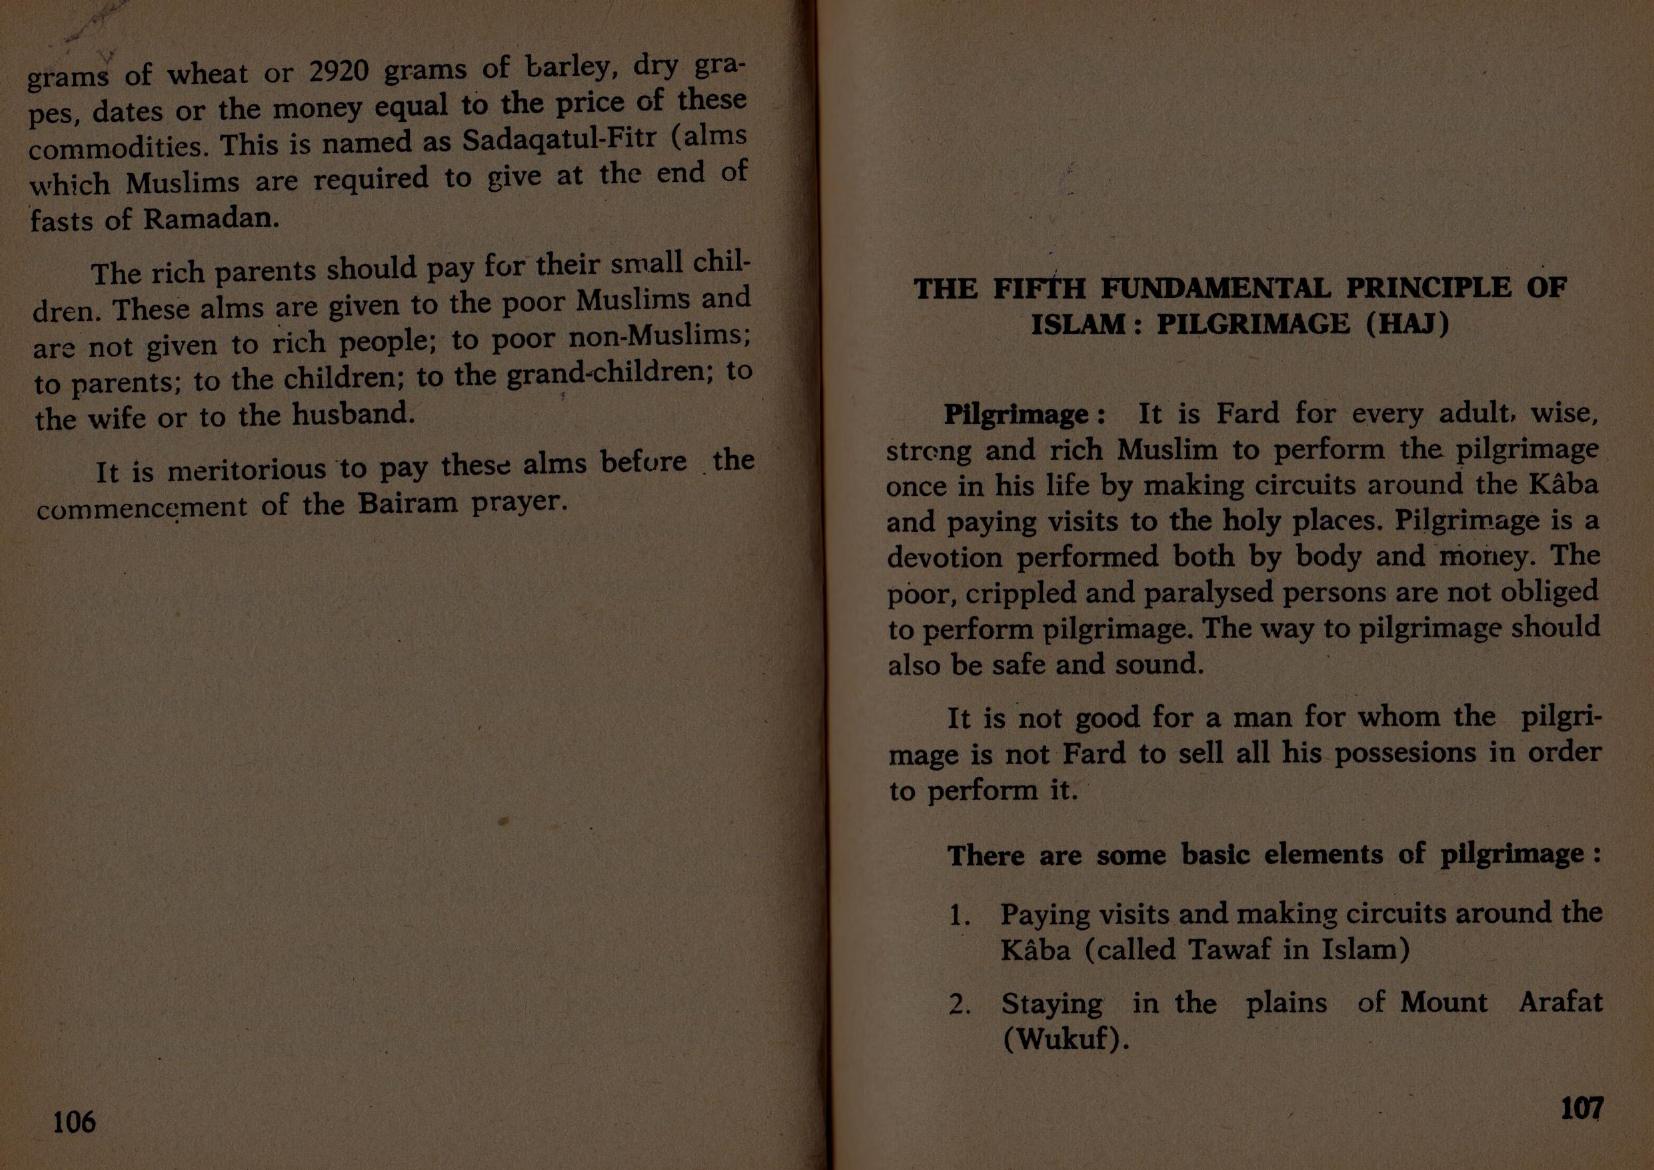 grams of wheat or 2920 grams of barley, dry gra-
pes, dates or the money equal to the price of these
commodities. This is named as Sadaqatul-Fitr (alms
which Muslims are required to give at the end of
fasts of Ramadan.
The rich parents should pay for their small chil-
dren. These alms are given to the poor Muslims and
are not given to rich people; to poor non-Muslims;
to parents; to the children; to the grand-children; to
the wife or to the husband.
It is meritorious to pay these alms before the
commencement of the Bairam prayer.
106
THE FIFTH FUNDAMENTAL PRINCIPLE OF
ISLAM : PILGRIMAGE (HAJ)
Pilgrimage : It is Fard for every adult, wise,
strong and rich Muslim to perform the pilgrimage
once in his life by making circuits around the Kâba
and paying visits to the holy places. Pilgrimage is a
devotion performed both by body and money. The
poor, crippled and paralysed persons are not obliged
to perform pilgrimage. The way to pilgrimage should
also be safe and sound.
It is not good for a man for whom the pilgri-
mage is not Fard to sell all his possesions in order
to perform it.
There are some basic elements of pilgrimage :
1. Paying visits and making circuits around the
Kâba (called Tawaf in Islam)
2. Staying in the plains of Mount Arafat
(Wukuf).
107